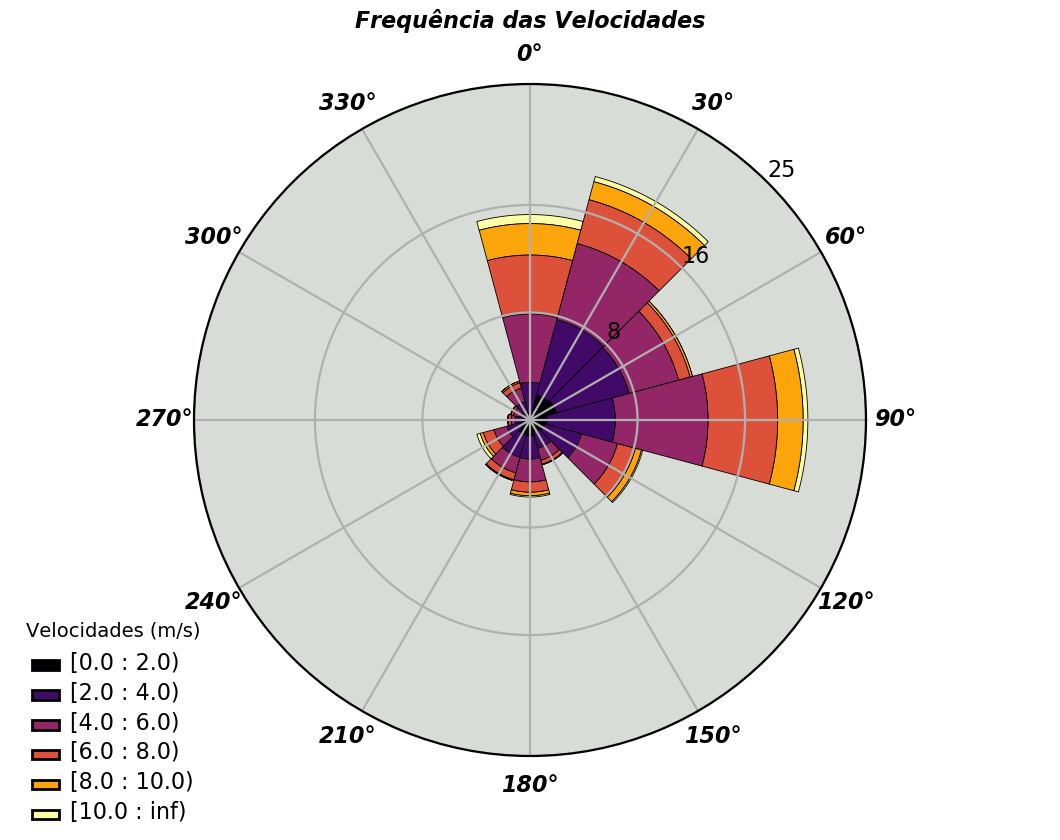 Frequência das Velocidades
0°
330°
30°
25
300°
60°
16
8
270°
90°
240°
120°
210°
150°
180°
Velocidades (m/s)
[0.0 : 2.0)
[2.0 : 4.0)
[4.0 : 6.0)
[6.0 : 8.0)
[8.0 : 10.0)
[10.0 : inf)